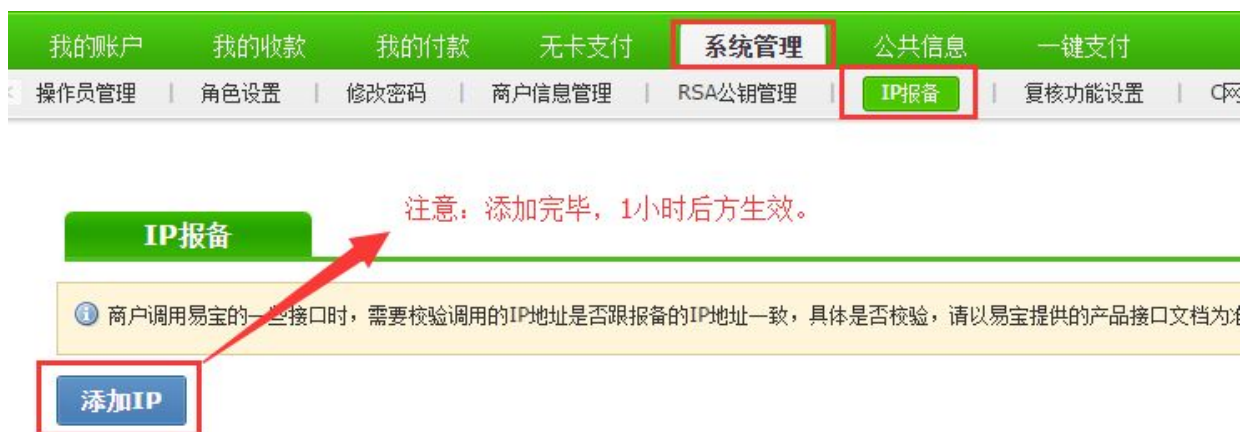 我的账户 我的收款 我的付款 无卡支付 系统管理 公共信息 一键支付
操作员管理 | 角色设置 | 修改密码 | 商户信息管理 | RSA公钥管理 | IP报备 | 复核功能设置 | C网
注意：添加完毕，1小时后方生效。
IP报备
商户调用易宝的一些接口时，需要校验调用的IP地址是否跟报备的IP地址一致，具体是否校验，请以易宝提供的产品接口文档为准
添加IP